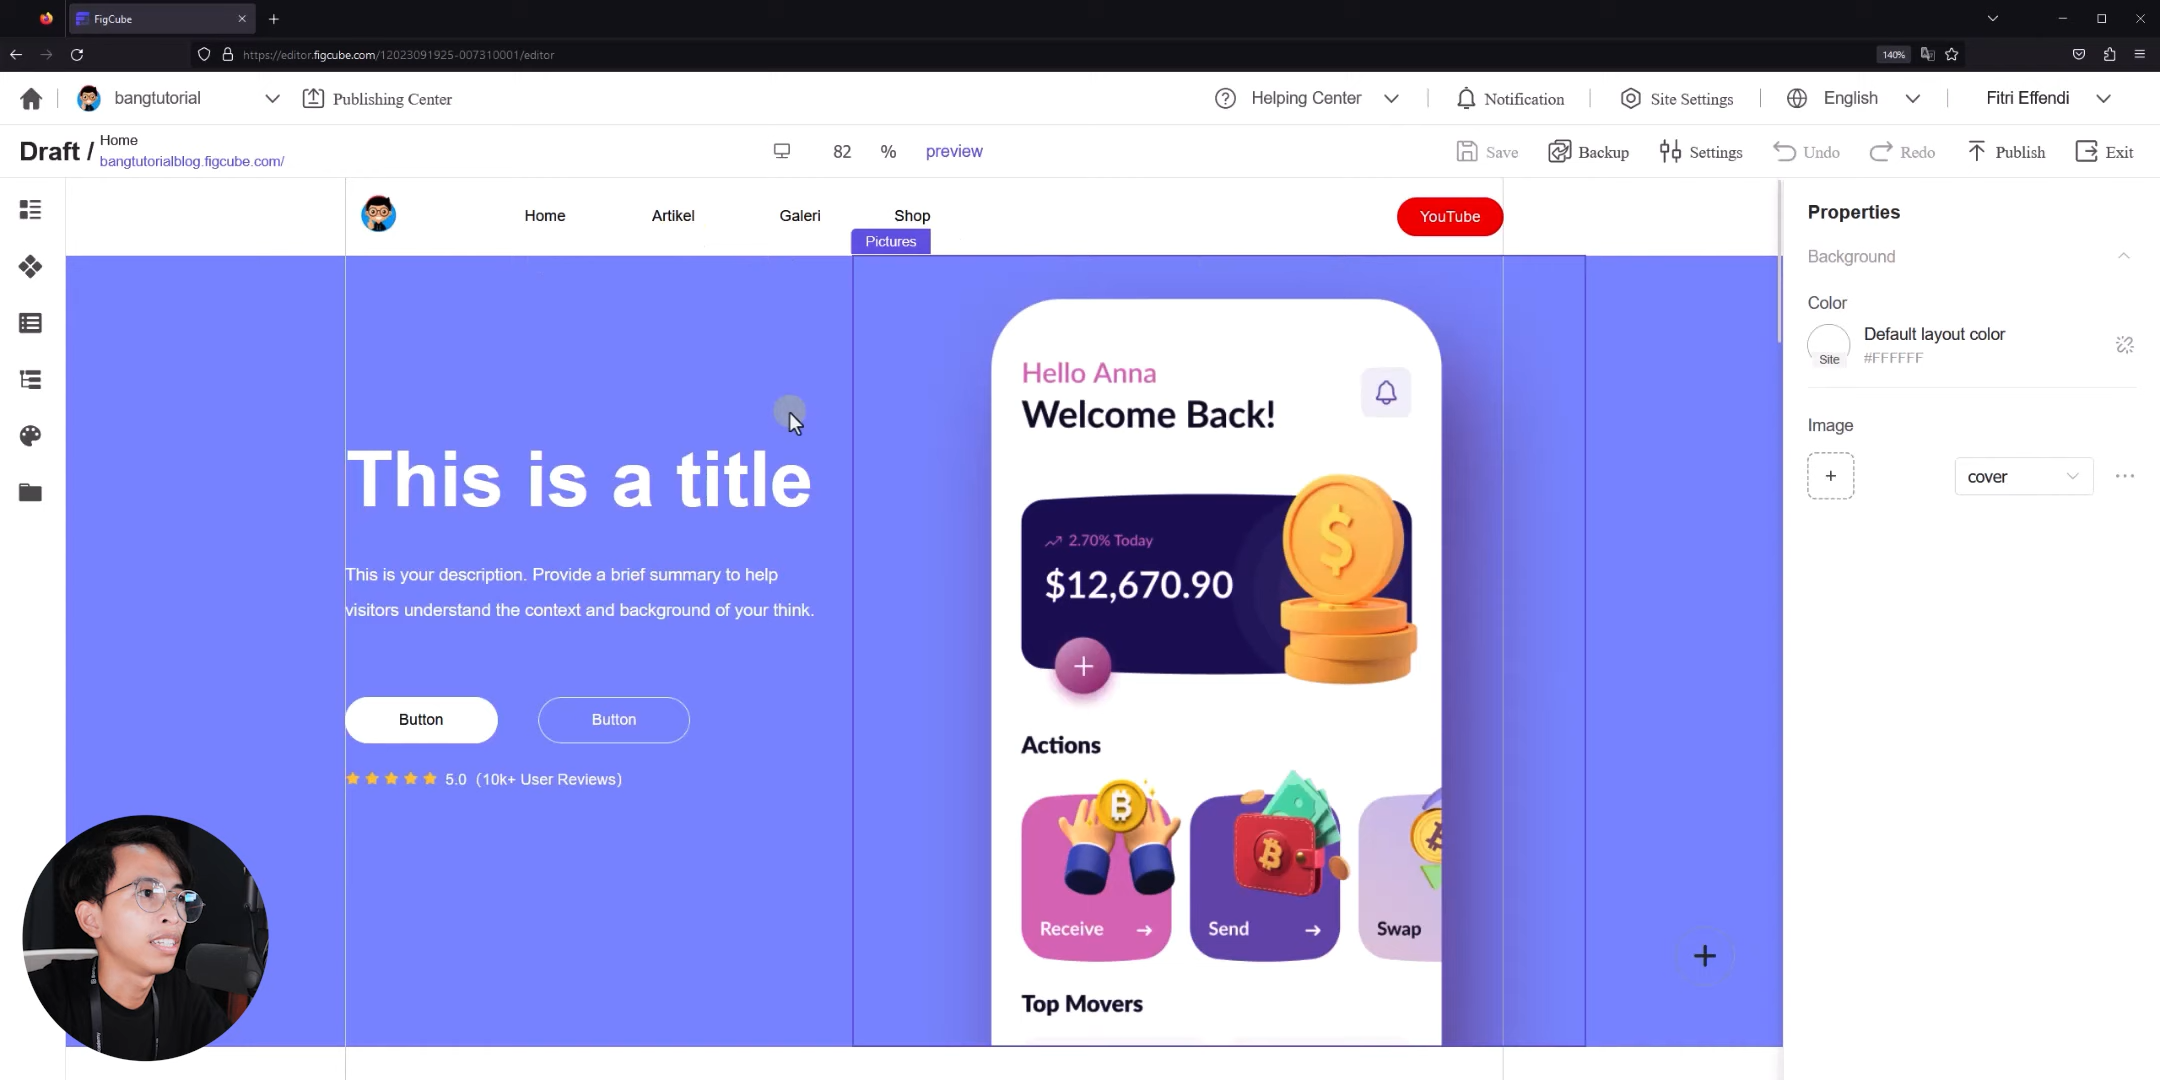 FigCube
https://editor.figcube.com/12023091925-007310001/editor
140%
bangtutorial
Publishing Center
Helping Center
Notification
Site Settings
English
Fitri Effendi
Draft /
Home
bangtutorialblog.figcube.com/
82 %
preview
Save
Backup
Settings
Undo
Redo
Publish
Exit
Home
Artikel
Galeri
Shop
YouTube
Pictures
This is a title
This is your description. Provide a brief summary to help
visitors understand the context and background of your think.
Button
Button
5.0 (10k+ User Reviews)
Hello Anna
Welcome Back!
2.70% Today
$12,670.90
Actions
Receive
Send
Swap
Top Movers
Properties
Background
Color
Default layout color
Site
#FFFFFF
Image
cover